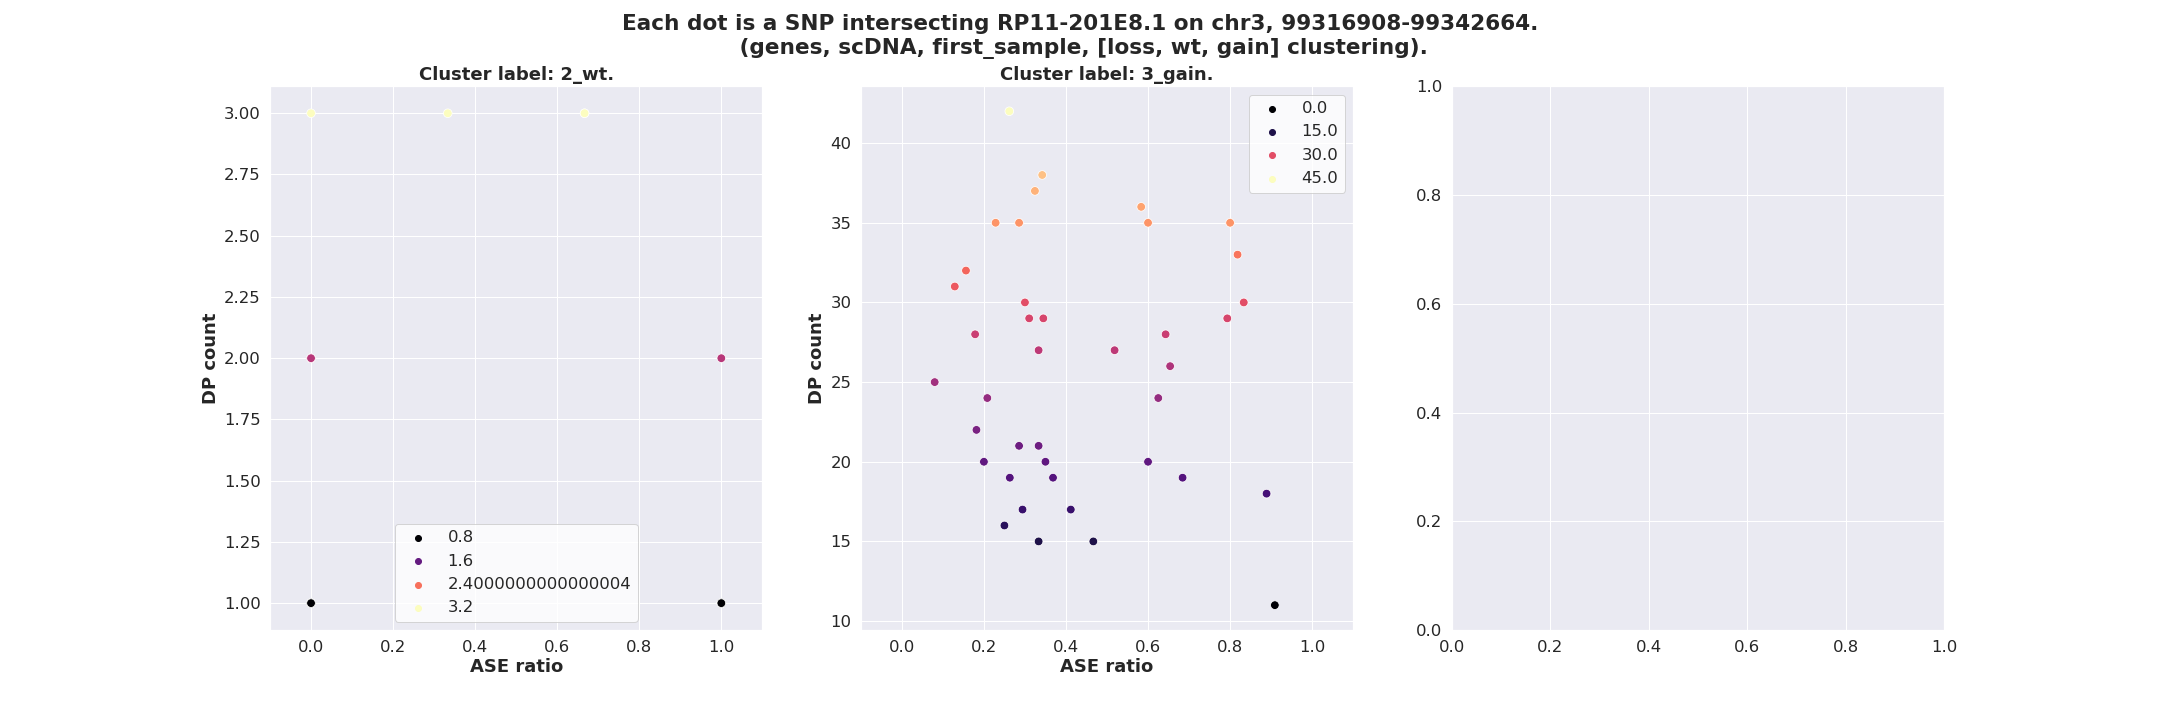 Each dot is a SNP intersecting RP11-201E8.1 on chr3, 99316908-99342664.
(genes, scDNA, first_sample, [loss, wt, gain] clustering).
Cluster label: 2_wt.
DP count
3.00
2.75
2.50
2.25
2.00
1.75
1.50
1.25
1.00
0.8
1.6
2.4000000000000004
3.2
0.0 0.2 0.4 0.6 0.8 1.0
ASE ratio
Cluster label: 3_gain.
DP count
40
35
30
25
20
15
10
0.0
15.0
30.0
45.0
0.0 0.2 0.4 0.6 0.8 1.0
ASE ratio
1.0
0.8
0.6
0.4
0.2
0.0
0.0 0.2 0.4 0.6 0.8 1.0